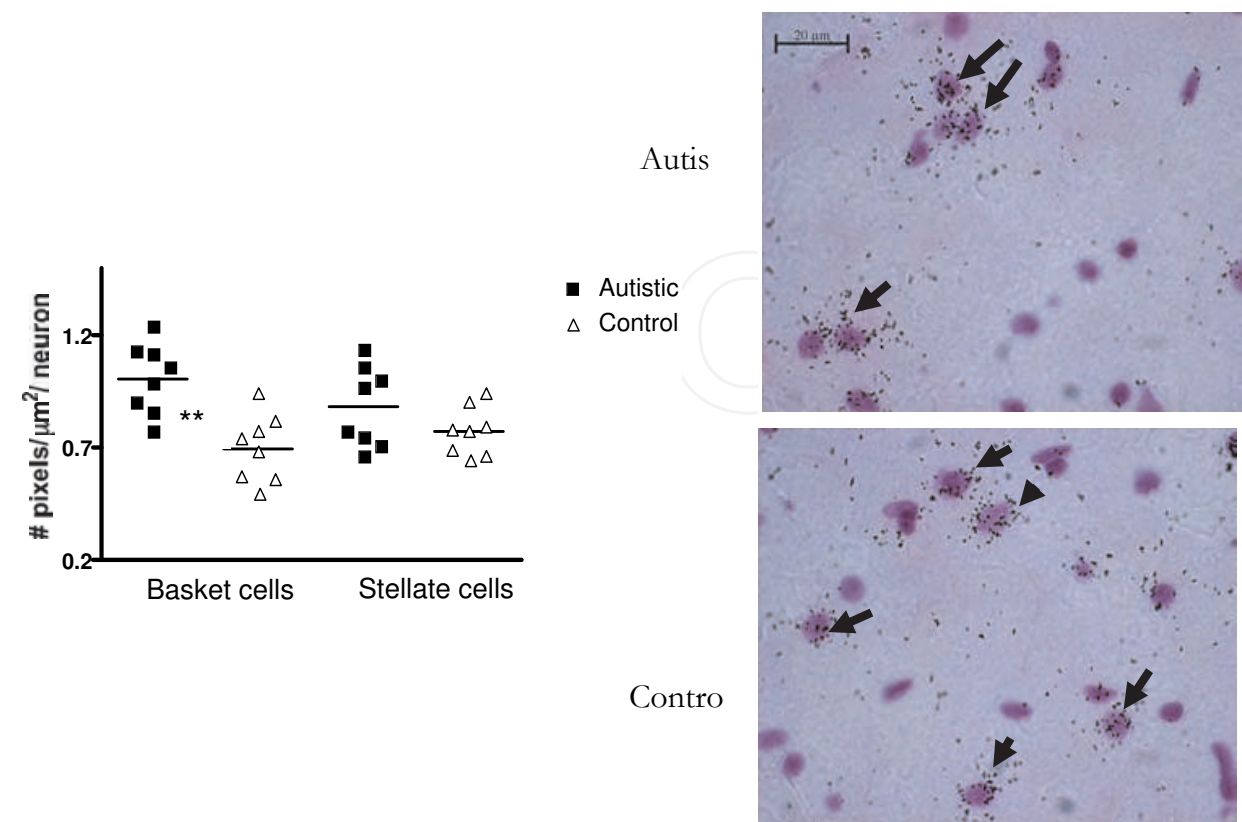 20 µm
Autis
Autistic
Control
# pixels/µm²/ neuron
1.2
**
0.7
0.2
Basket cells
Stellate cells
Contro